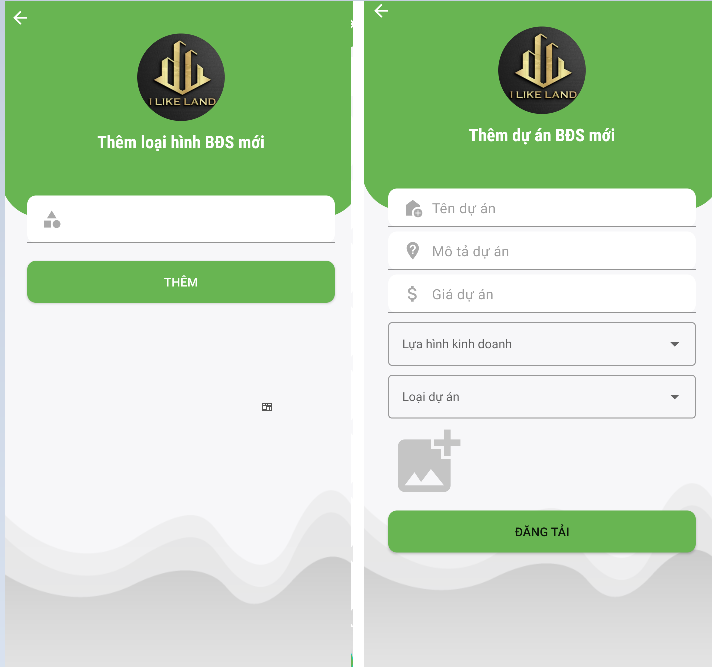 I LIKE LAND
Thêm loại hình BĐS mới
THÊM
I LIKE LAND
Thêm dự án BĐS mới
Tên dự án
Mô tả dự án
Giá dự án
Lựa hình kinh doanh
Loại dự án
ĐĂNG TẢI